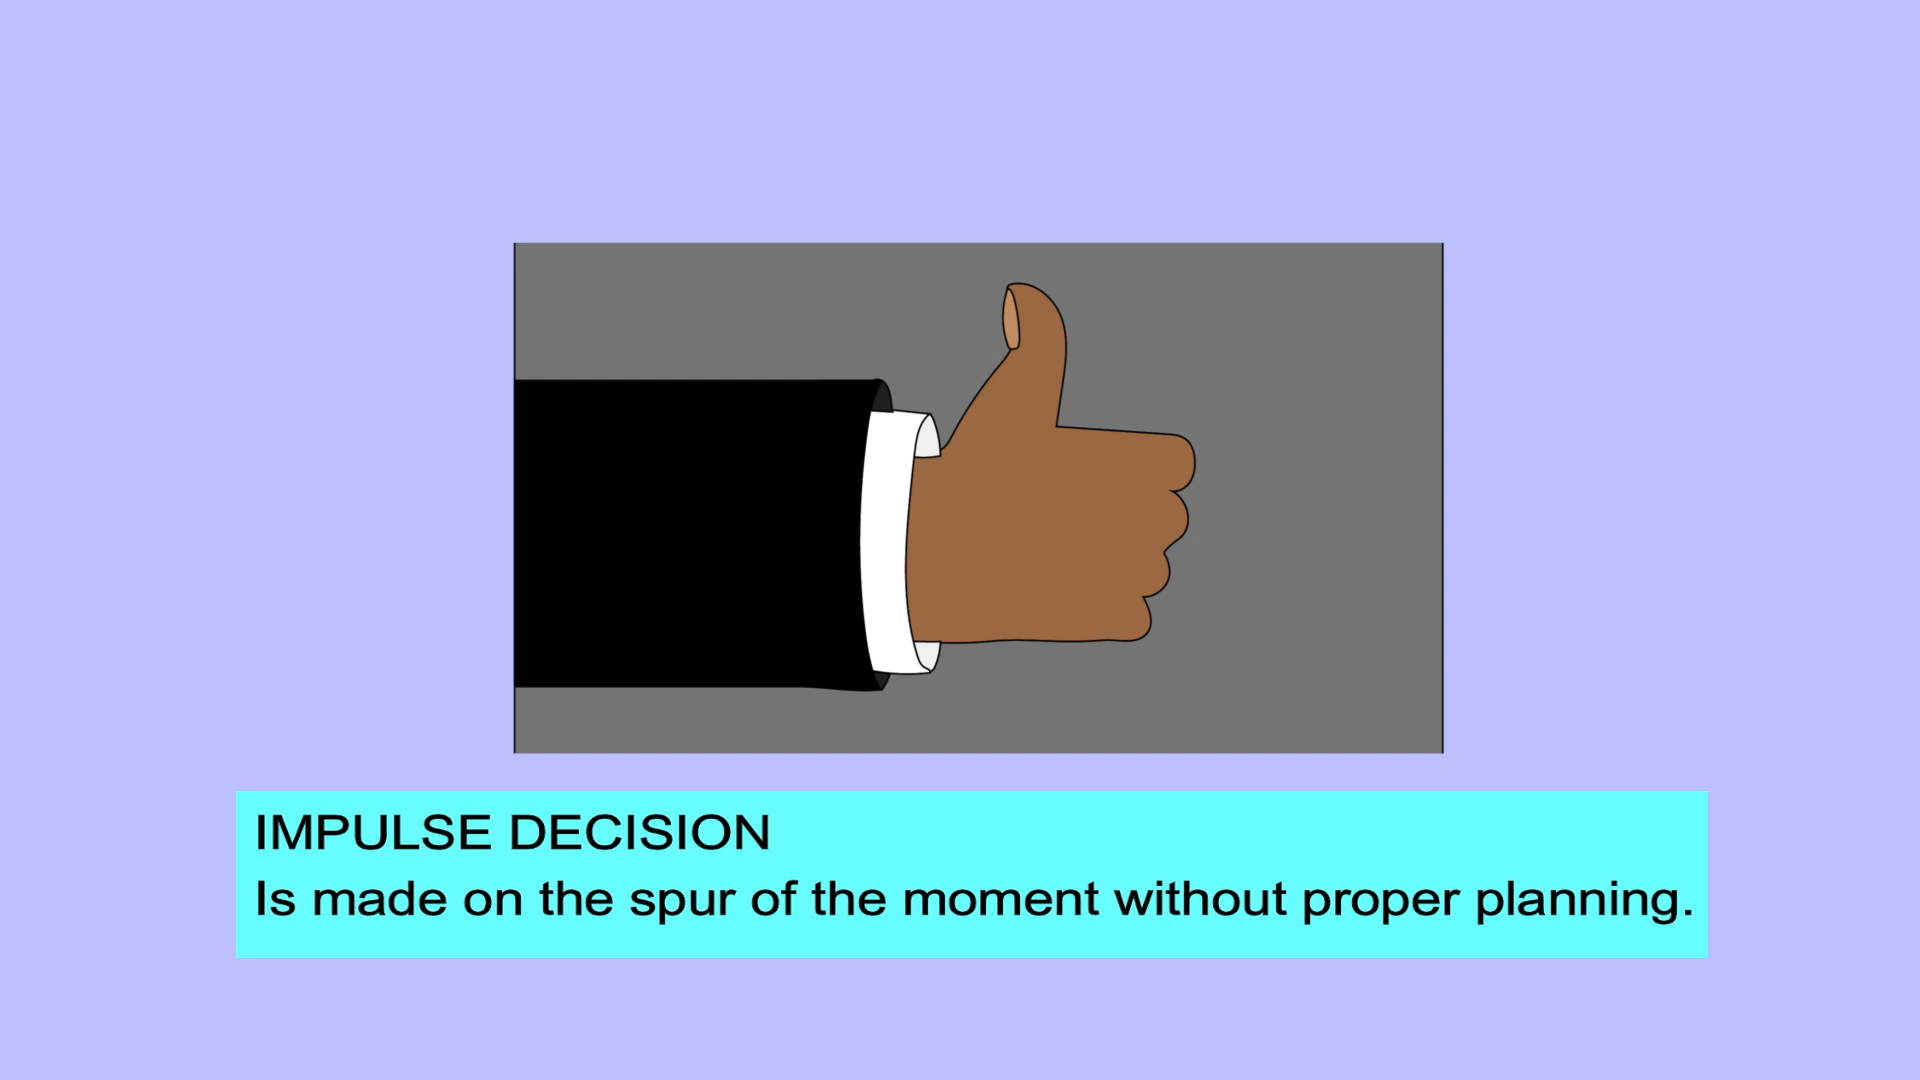 IMPULSE DECISION
Is made on the spur of the moment without proper planning.